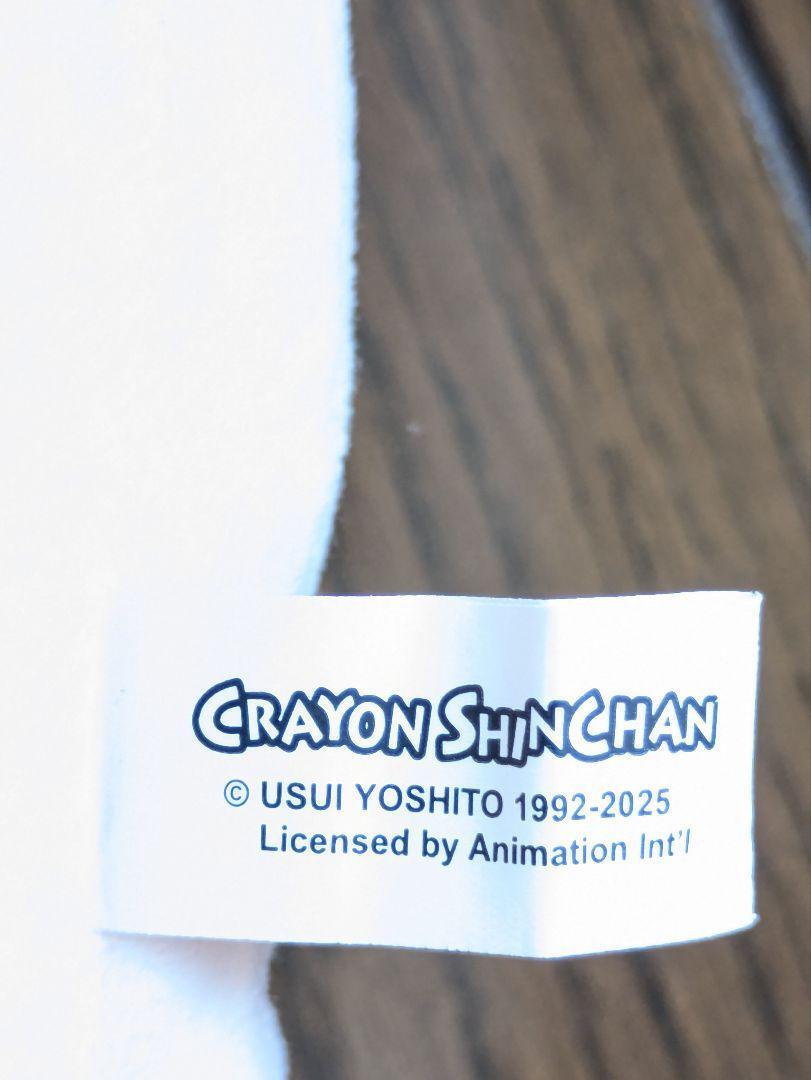 CRAYON SHINCHAN
© USUI YOSHITO 1992-2025
Licensed by Animation Int'l